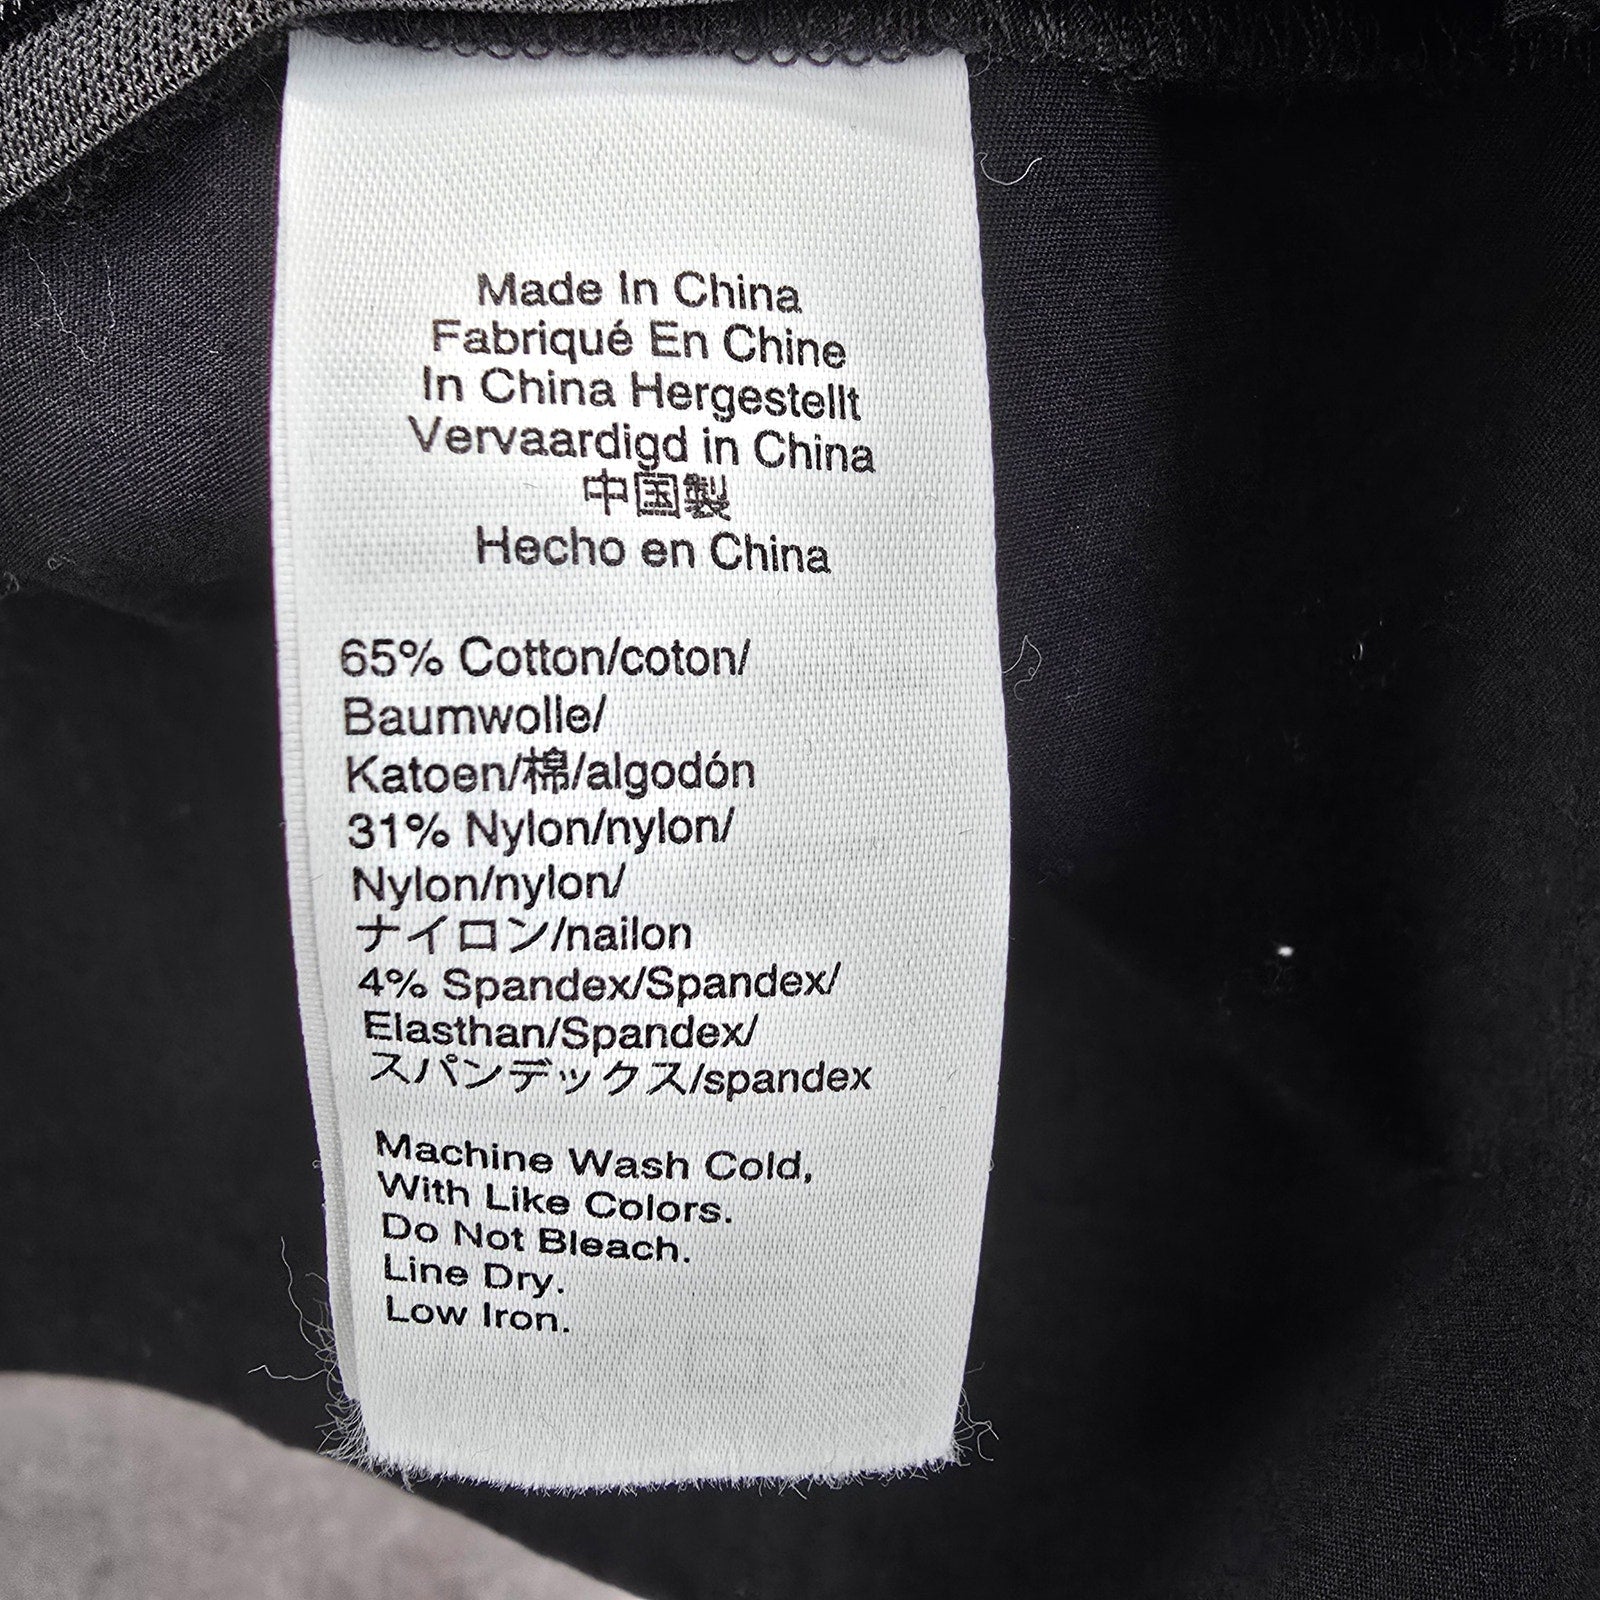 Made In China
Fabriqué En Chine
In China Hergestellt
Vervaardigd in China
中国製
Hecho en China
65% Cotton/coton/
Baumwolle/
Katoen/棉/algodón
31% Nylon/nylon/
Nylon/nylon/
ナイロン/nailon
4% Spandex/Spandex/
Elasthan/Spandex/
スパンデックス/spandex
Machine Wash Cold,
With Like Colors.
Do Not Bleach.
Line Dry.
Low Iron.